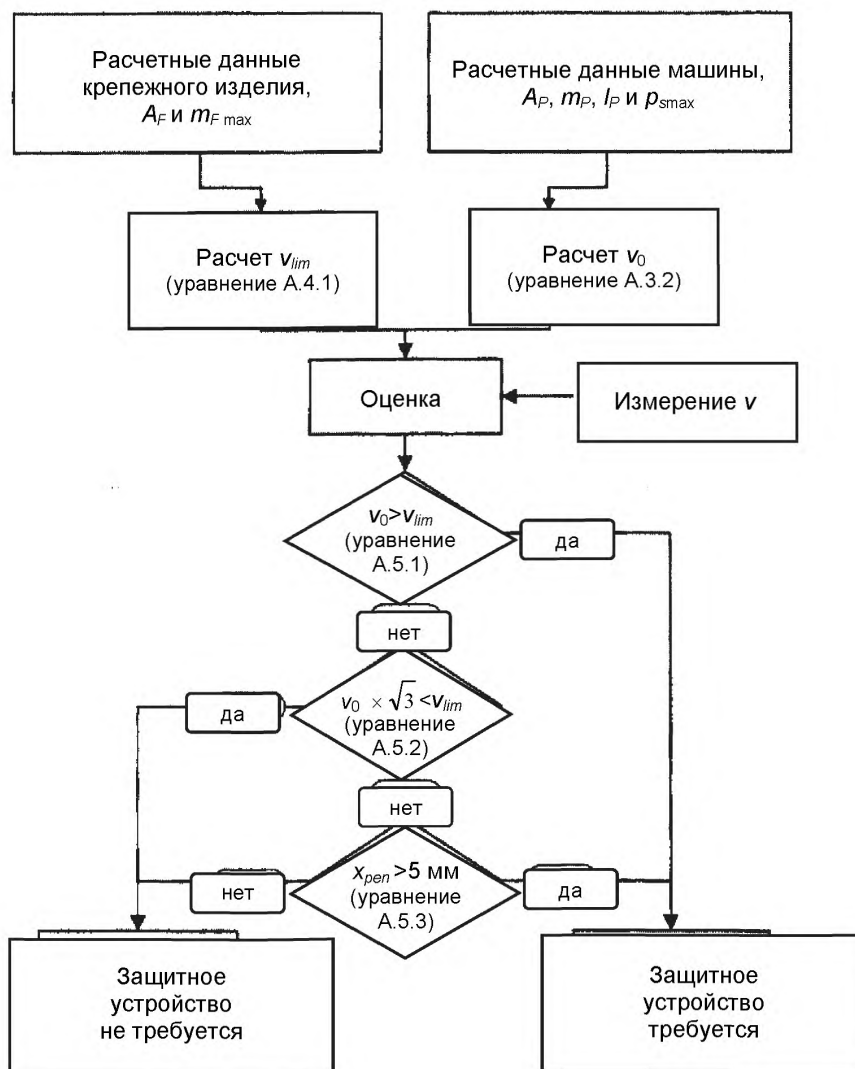 Расчетные данные
крепежного изделия,
A_F и m_F max
Расчетные данные машины,
A_P, m_P, l_P и p_smax
Расчет v_lim
(уравнение А.4.1)
Расчет v_0
(уравнение А.3.2)
Оценка
Измерение v
v_0>v_lim
(уравнение
А.5.1)
да
нет
v_0 × √3 <v_lim
(уравнение
А.5.2)
да
нет
x_pen >5 мм
(уравнение
А.5.3)
нет
да
Защитное
устройство
не требуется
Защитное
устройство
требуется